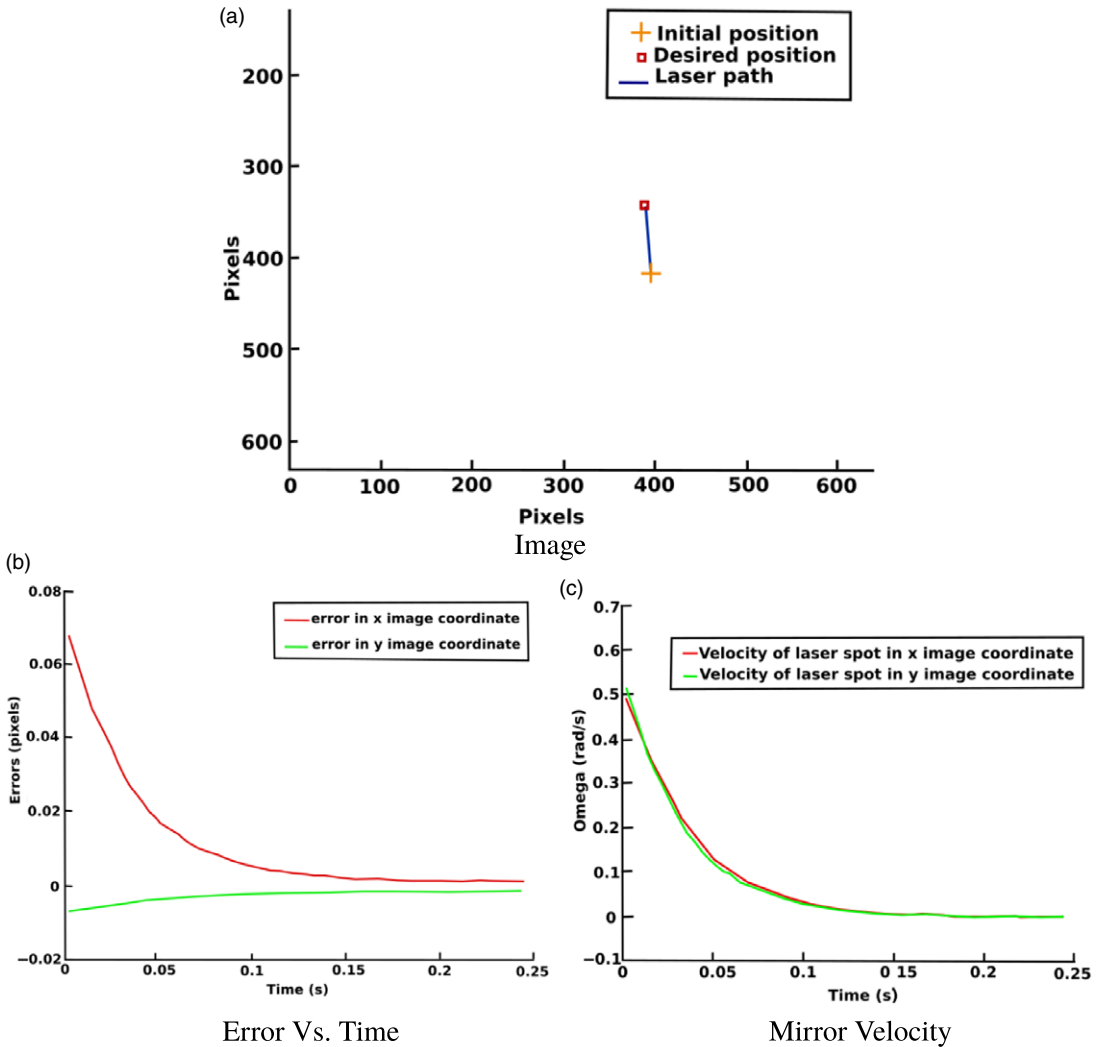 (a)
Initial position
Desired position
Laser path
200
300
400
500
600
Pixels
0 100 200 300 400 500 600
Pixels
Image
(b)
0.08
0.06
0.04
0.02
0
−0.02
Errors (pixels)
error in x image coordinate
error in y image coordinate
0 0.05 0.1 0.15 0.2 0.25
Time (s)
Error Vs. Time
(c)
0.7
0.6
0.5
0.4
0.3
0.2
0.1
0
−0.1
Omega (rad/s)
Velocity of laser spot in x image coordinate
Velocity of laser spot in y image coordinate
0 0.05 0.1 0 15 0.2 0.25
Time (s)
Mirror Velocity